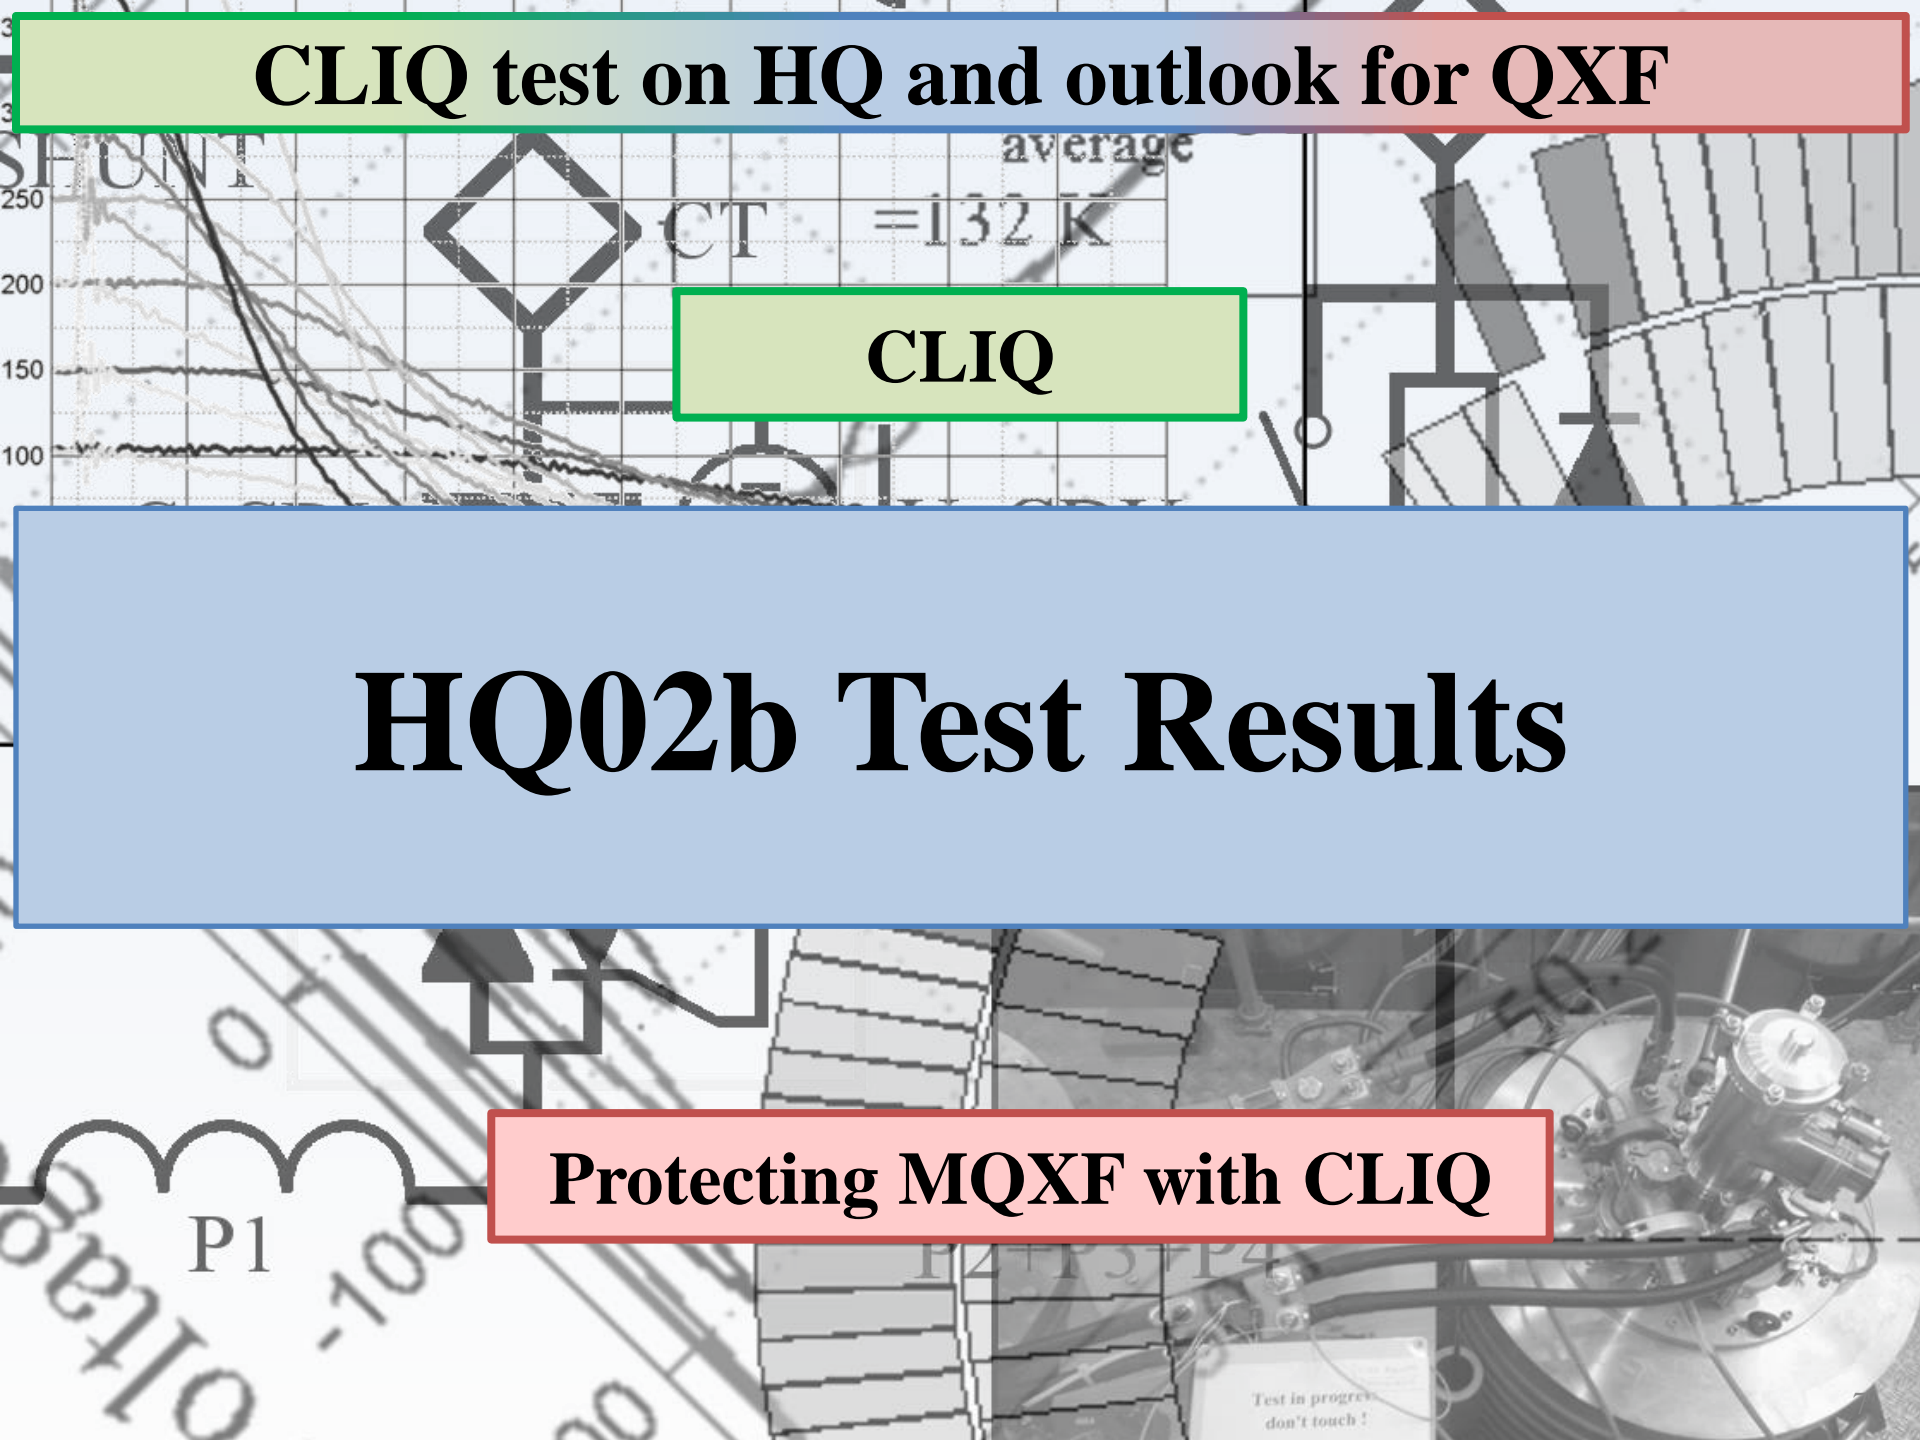 CLIQ test on HQ and outlook for QXF
SHUNT
average
250
CT
=132 K
200
CLIQ
150
100
HQ02b Test Results
0
Protecting MQXF with CLIQ
P1
-100
P2+P3+P4
Test in progress
don't touch !